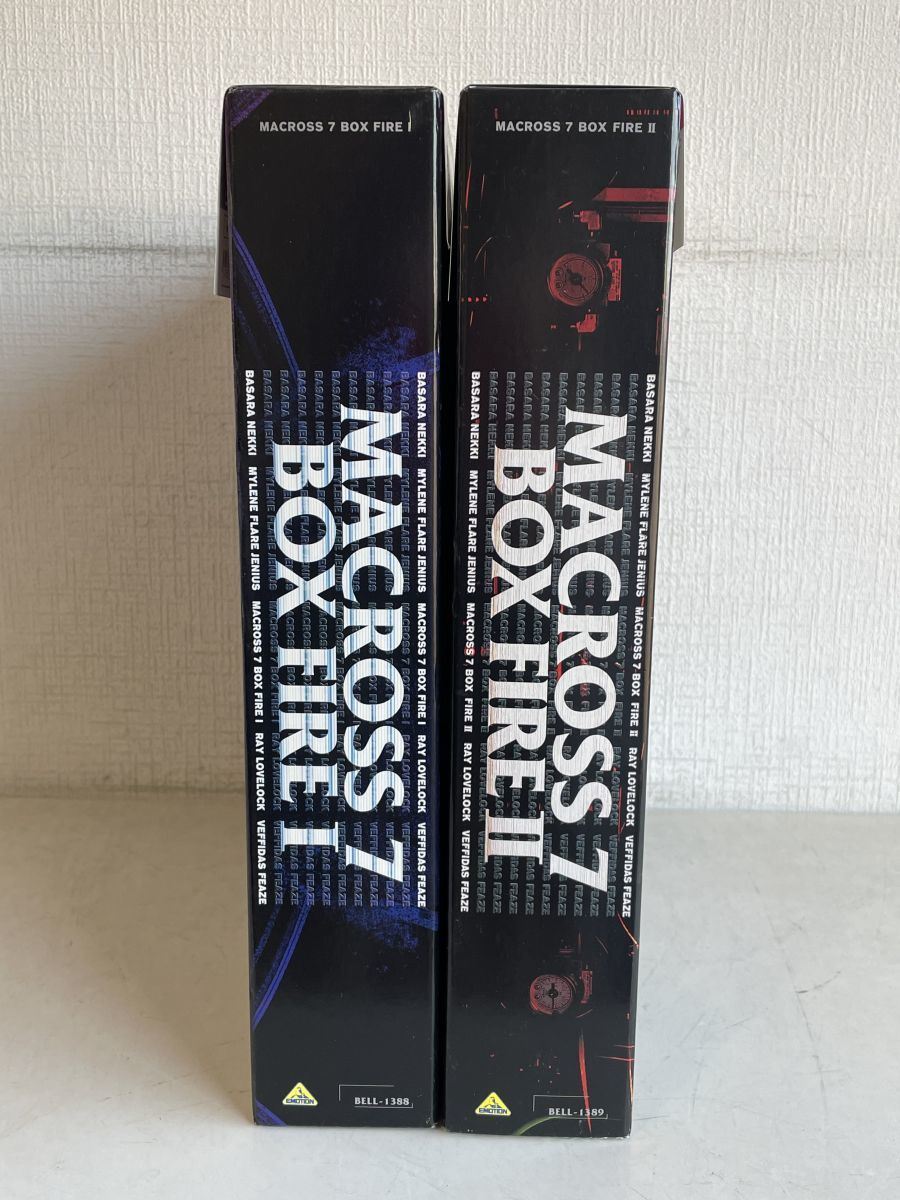 MACROSS 7 BOX FIRE I
BASARA NEKKI MYLENE FLARE JENIUS MACROSS 7 BOX FIRE I RAY LOVELOCK VEFFIDAS FEAZE
MACROSS 7
BOX FIRE I
BASARA NEKKI MYLENE FLARE JENIUS MACROSS 7 BOX FIRE I RAY LOVELOCK VEFFIDAS FEAZE
EMOTION
BELL-1388
MACROSS 7 BOX FIRE II
BASARA NEKKI MYLENE FLARE JENIUS MACROSS 7 BOX FIRE II RAY LOVELOCK VEFFIDAS FEAZE
MACROSS 7
BOX FIRE II
BASARA NEKKI MYLENE FLARE JENIUS MACROSS 7 BOX FIRE II RAY LOVELOCK VEFFIDAS FEAZE
EMOTION
BELL-1389